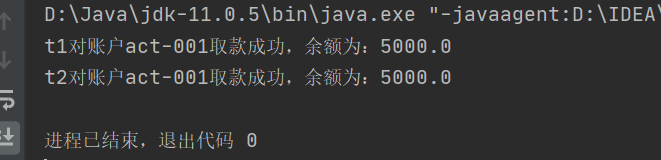 D:\Java\jdk-11.0.5\bin\java.exe "-javaagent:D:\IDEA\
t1对账户act-001取款成功，余额为：5000.0
t2对账户act-001取款成功，余额为：5000.0
进程已结束，退出代码 0